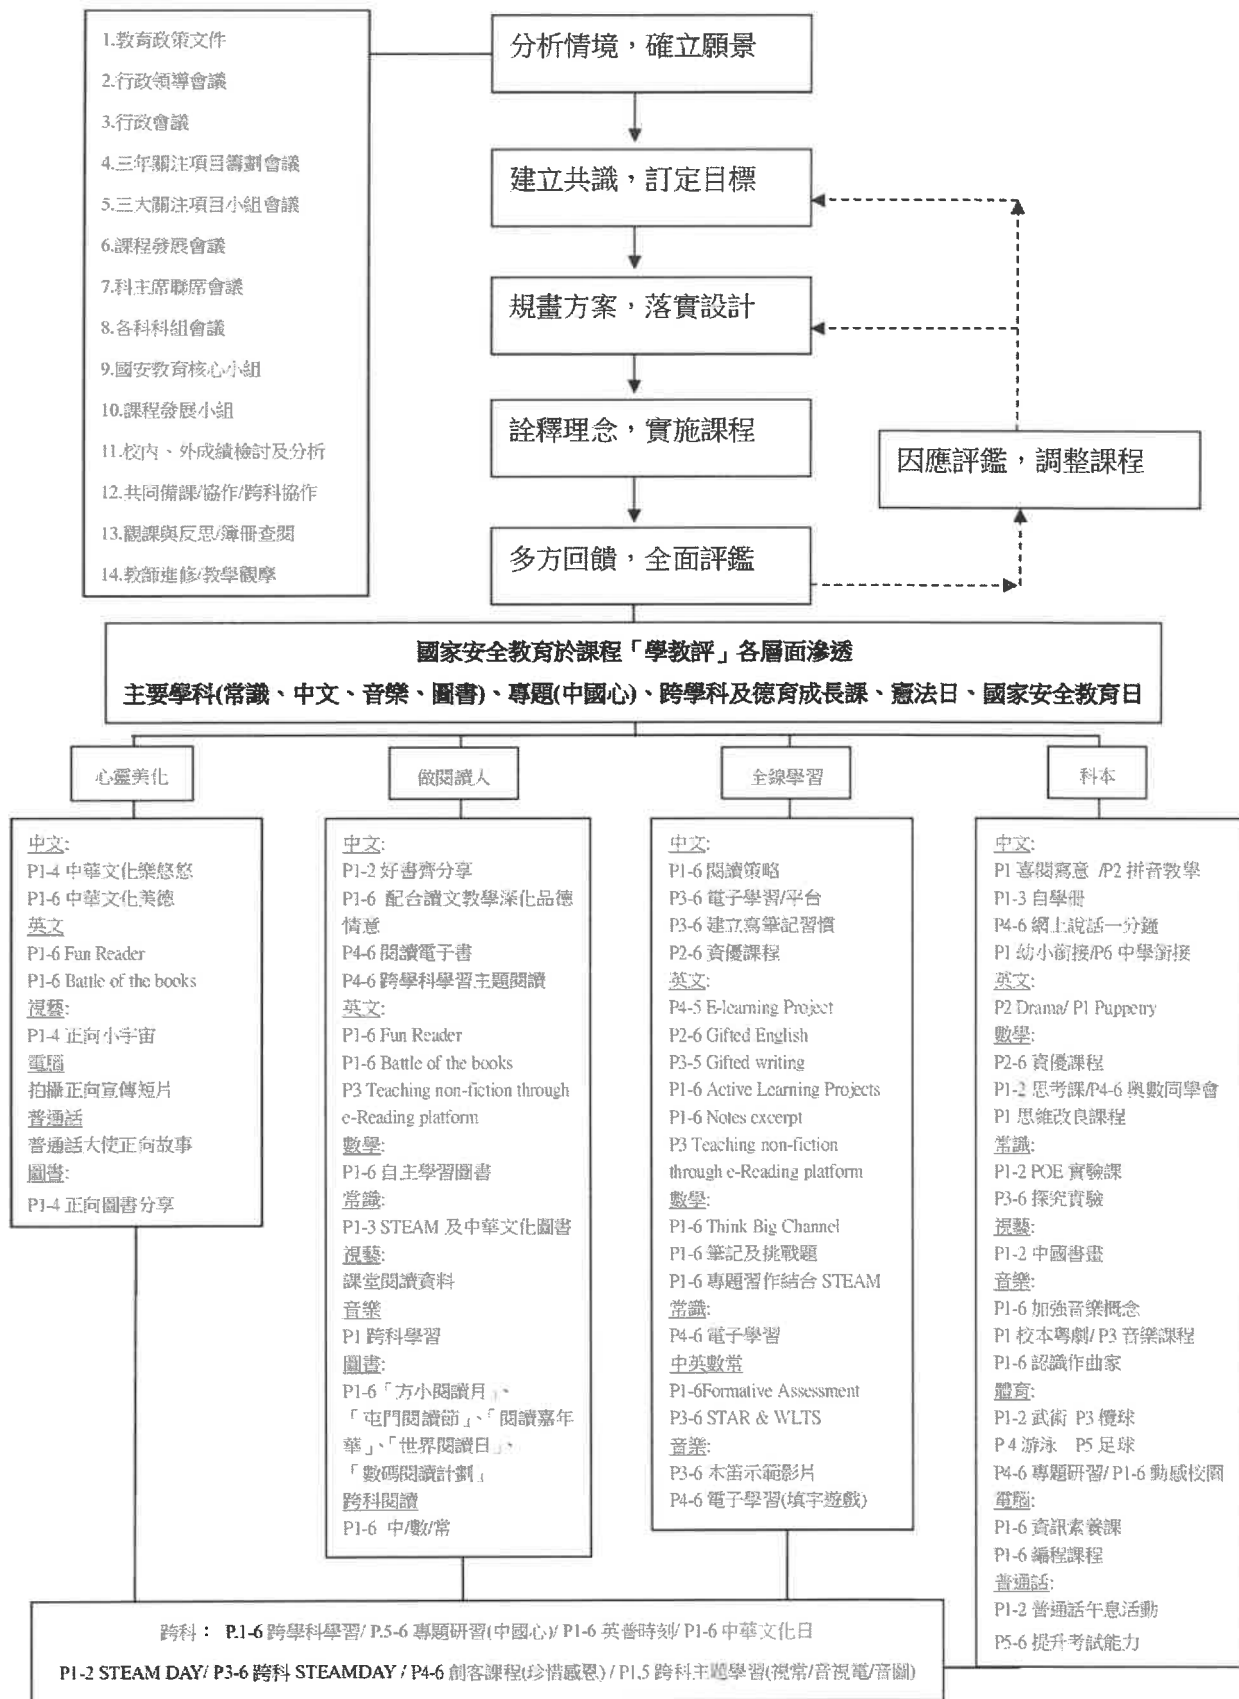 1.教育政策文件
2.行政領導會議
3.行政會議
4.三年關注項目籌劃會議
5.三大關注項目小組會議
6.課程發展會議
7.科主席聯席會議
8.各科科組會議
9.國安教育核心小組
10.課程發展小組
11.校內、外成績檢討及分析
12.共同備課/協作/跨科協作
13.觀課與反思/簿冊查閱
14.教師進修/教學觀摩
分析情境，確立願景
建立共識，訂定目標
規畫方案，落實設計
詮釋理念，實施課程
多方回饋，全面評鑑
因應評鑑，調整課程
國家安全教育於課程「學教評」各層面滲透
主要學科(常識、中文、音樂、圖書)、專題(中國心)、跨學科及德育成長課、憲法日、國家安全教育日
心靈美化
中文:
P1-4 中華文化樂悠悠
P1-6 中華文化美德
英文
P1-6 Fun Reader
P1-6 Battle of the books
視藝:
P1-4 正向小宇宙
電腦
拍攝正向宣傳短片
普通話
普通話大使正向故事
圖書:
P1-4 正向圖書分享
做閱讀人
中文:
P1-2 好書齊分享
P1-6 配合讀文教學深化品德
情意
P4-6 閱讀電子書
P4-6 跨學科學習主題閱讀
英文:
P1-6 Fun Reader
P1-6 Battle of the books
P3 Teaching non-fiction through
e-Reading platform
數學:
P1-6 自主學習圖書
常識:
P1-3 STEAM 及中華文化圖書
視藝:
課堂閱讀資料
音樂
P1 跨科學習
圖書:
P1-6「方小閱讀月」、
「屯門閱讀節」、「閱讀嘉年
華」、「世界閱讀日」、
「數碼閱讀計劃」
跨科閱讀
P1-6 中/數/常
全線學習
中文:
P1-6 閱讀策略
P3-6 電子學習/平台
P3-6 建立寫筆記習慣
P2-6 資優課程
英文:
P4-5 E-learning Project
P2-6 Gifted English
P3-5 Gifted writing
P1-6 Active Learning Projects
P1-6 Notes excerpt
P3 Teaching non-fiction
through e-Reading platform
數學:
P1-6 Think Big Channel
P1-6 筆記及挑戰題
P1-6 專題習作結合 STEAM
常識:
P4-6 電子學習
中英數常
P1-6Formative Assessment
P3-6 STAR & WLTS
音樂:
P3-6 木笛示範影片
P4-6 電子學習(填字遊戲)
科本
中文:
P1 喜閱寫意 /P2 拼音教學
P1-3 自學冊
P4-6 網上說話一分鐘
P1 幼小銜接/P6 中學銜接
英文:
P2 Drama/ P1 Puppetry
數學:
P2-6 資優課程
P1-2 思考課/P4-6 奧數同學會
P1 思維改良課程
常識:
P1-2 POE 實驗課
P3-6 探究實驗
視藝:
P1-2 中國書畫
音樂:
P1-6 加強音樂概念
P1 校本粵劇/ P3 音樂課程
P1-6 認識作曲家
體育:
P1-2 武術 P3 欖球
P 4 游泳 P5 足球
P4-6 專題研習/ P1-6 動感校園
電腦:
P1-6 資訊素養課
P1-6 編程課程
普通話:
P1-2 普通話午息活動
P5-6 提升考試能力
跨科： P.1-6 跨學科學習/ P.5-6 專題研習(中國心)/ P1-6 英普時刻/ P1-6 中華文化日
P1-2 STEAM DAY/ P3-6 跨科 STEAMDAY / P4-6 創客課程(珍惜感恩) / P1,5 跨科主題學習(視常/音視電/音圖)